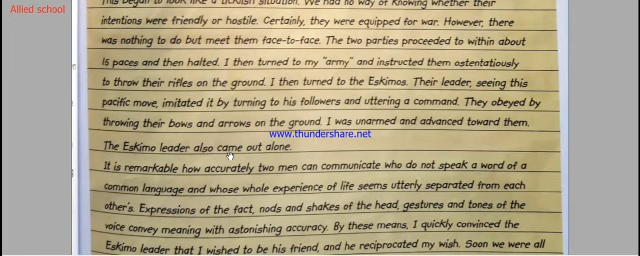 Allied school
This began to look like a ticklish situation. We had no way of knowing whether their
intentions were friendly or hostile. Certainly, they were equipped for war. However, there
was nothing to do but meet them face-to-face. The two parties proceeded to within about
15 paces and then halted. I then turned to my "army" and instructed them ostentatiously
to throw their rifles on the ground. I then turned to the Eskimos. Their leader, seeing this
pacific move, imitated it by turning to his followers and uttering a command. They obeyed by
throwing their bows and arrows on the ground. I was unarmed and advanced toward them.
www.thundershare.net
The Eskimo leader also came out alone.
It is remarkable how accurately two men can communicate who do not speak a word of a
common language and whose whole experience of life seems utterly separated from each
other's. Expressions of the fact, nods and shakes of the head, gestures and tones of the
voice convey meaning with astonishing accuracy. By these means, I quickly convinced the
Eskimo leader that I wished to be his friend, and he reciprocated my wish. Soon we were all